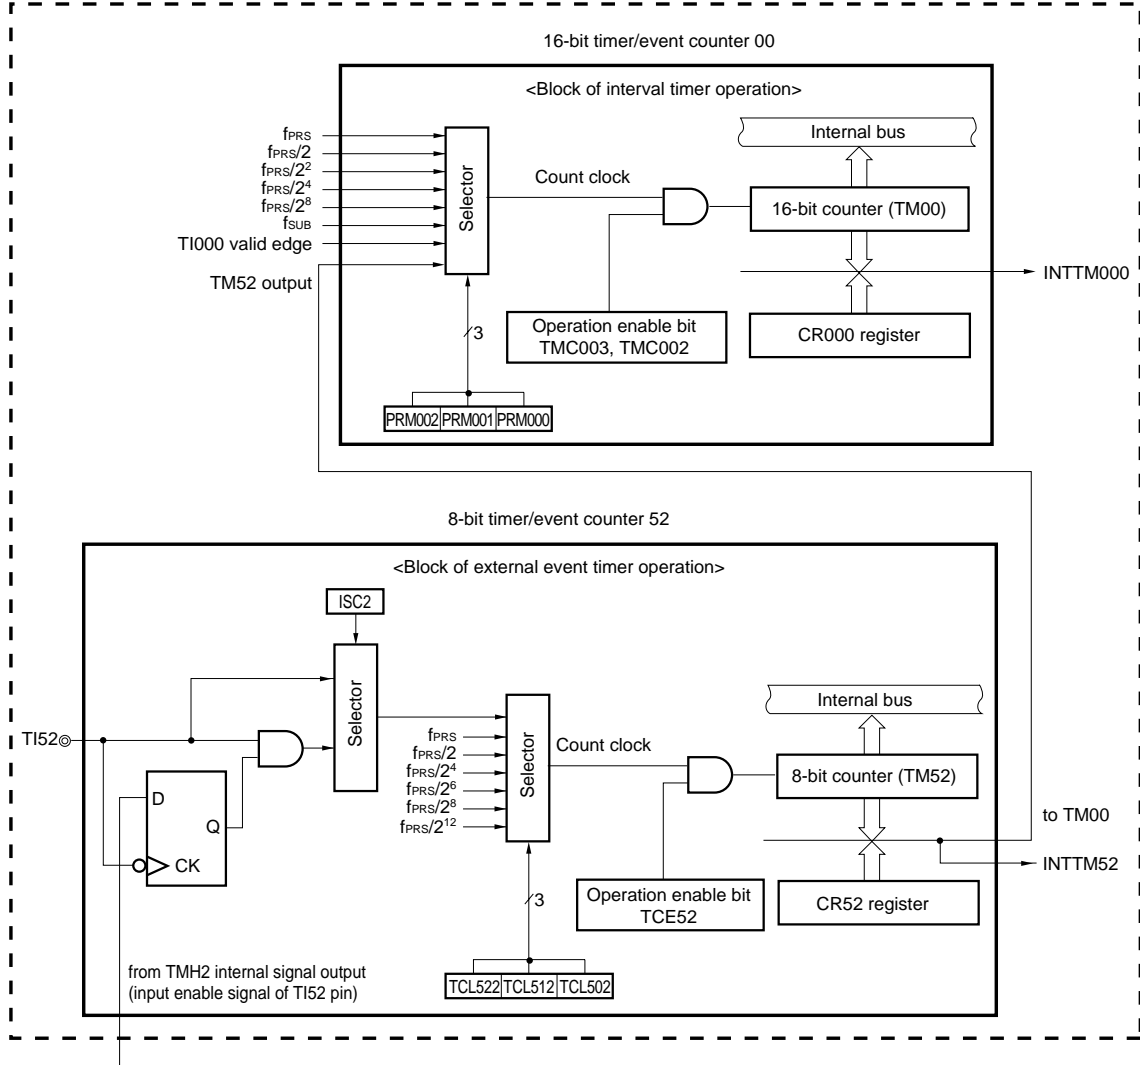 16-bit timer/event counter 00
<Block of interval timer operation>
Internal bus
fPRS
fPRS/2
fPRS/2²
fPRS/2⁴
fPRS/2⁸
fSUB
TI000 valid edge
TM52 output
Selector
Count clock
16-bit counter (TM00)
INTTM000
Operation enable bit
TMC003, TMC002
CR000 register
3
PRM002 PRM001 PRM000
8-bit timer/event counter 52
<Block of external event timer operation>
ISC2
Selector
TI52
D
Q
CK
fPRS
fPRS/2
fPRS/2⁴
fPRS/2⁶
fPRS/2⁸
fPRS/2¹²
Selector
Count clock
Internal bus
8-bit counter (TM52)
to TM00
INTTM52
Operation enable bit
TCE52
CR52 register
3
TCL522 TCL512 TCL502
from TMH2 internal signal output
(input enable signal of TI52 pin)